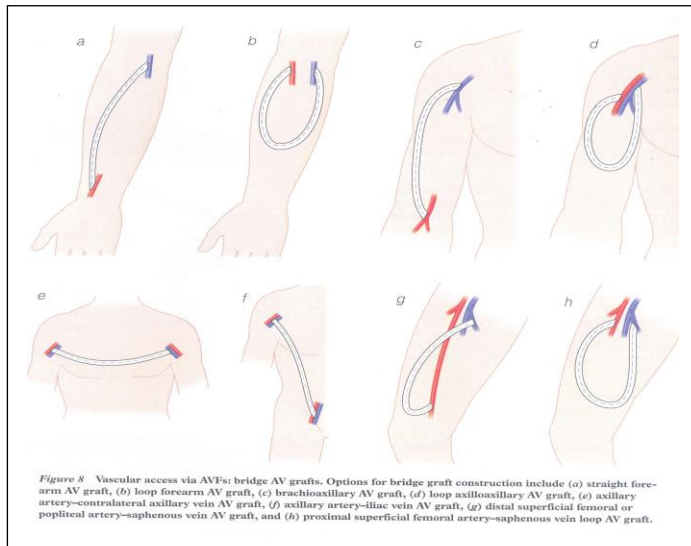 a
b
c
d
e
f
g
h
Figure 8 Vascular access via AVFs: bridge AV grafts. Options for bridge graft construction include (a) straight fore-
arm AV graft, (b) loop forearm AV graft, (c) brachioaxillary AV graft, (d) loop axilloaxillary AV graft, (e) axillary
artery–contralateral axillary vein AV graft, (f) axillary artery–iliac vein AV graft, (g) distal superficial femoral or
popliteal artery–saphenous vein AV graft, and (h) proximal superficial femoral artery–saphenous vein loop AV graft.